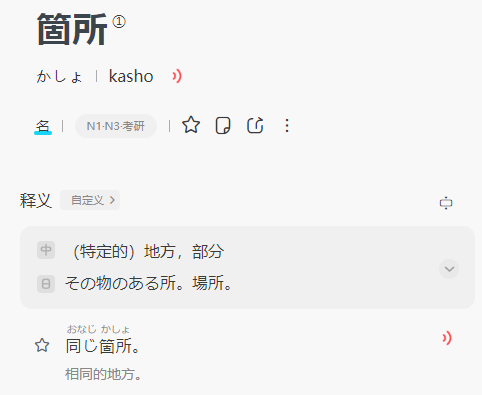 箇所①
かしょ | kasho
名 | N1·N3·考研
释义 自定义
中 （特定的）地方，部分
日 その物のある所。場所。
おなじ かしょ
同じ箇所。
相同的地方。